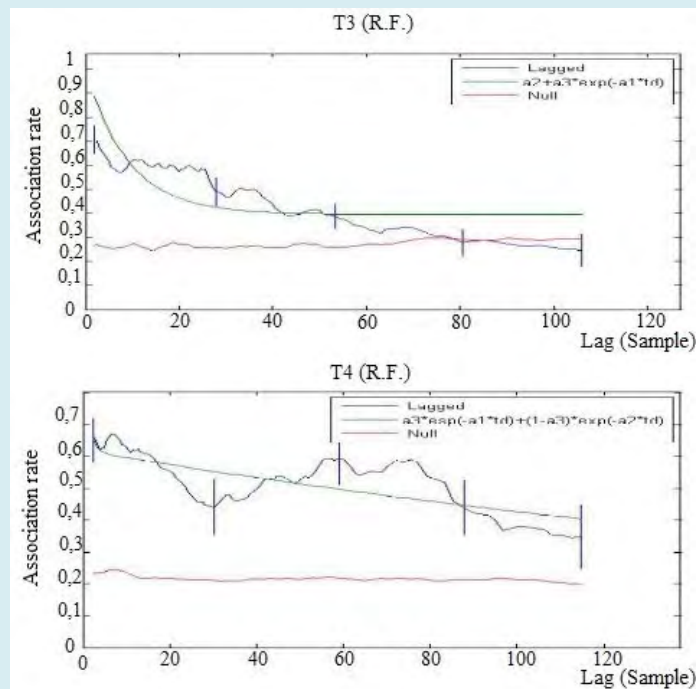 T3 (R.F.)
1
0,9
0,8
0,7
0,6
0,5
0,4
0,3
0,2
0,1
0
Association rate
Lagged
a2+a3*exp(-a1*td)
Null
0
20
40
60
80
100
120
Lag (Sample)
T4 (R.F.)
0,7
0,6
0,5
0,4
0,3
0,2
0,1
0
Association rate
Lagged
a3*exp(-a1*td)+(1-a3)*exp(-a2*td)
Null
0
20
40
60
80
100
120
Lag (Sample)